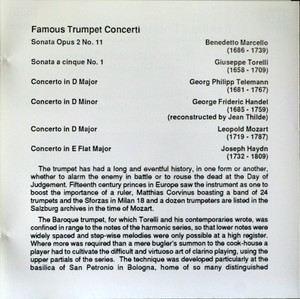 Famous Trumpet Concerti
Sonata Opus 2 No. 11 Benedetto Marcello
(1686 - 1739)
Sonata a cinque No. 1 Giuseppe Torelli
(1658 - 1709)
Concerto in D Major Georg Philipp Telemann
(1681 - 1767)
Concerto in D Minor George Frideric Handel
(1685 - 1759)
(reconstructed by Jean Thilde)
Concerto in D Major Leopold Mozart
(1719 - 1787)
Concerto in E Flat Major Joseph Haydn
(1732 - 1809)
The trumpet has had a long and eventful history, in one form or another,
whether to alarm the enemy in battle or to rouse the dead at the Day of
Judgement. Fifteenth century princes in Europe saw the instrument as one to
boost the importance of a ruler, Matthias Corvinus boasting a band of 24
trumpets and the Sforzas in Milan 18 and a dozen trumpeters are listed in the
Salzburg archives in the time of Mozart.
The Baroque trumpet, for which Torelli and his contemporaries wrote, was
confined in range to the notes of the harmonic series, so that lower notes were
widely spaced and step-wise melodies were only possible at a high register.
Where more was required than a mere bugler's summon to the cook-house a
player had to cultivate the difficult and virtuoso art of clarino playing, using the
upper partials of the series. The technique was developed particularly at the
basilica of San Petronio in Bologna, home of so many distinguished